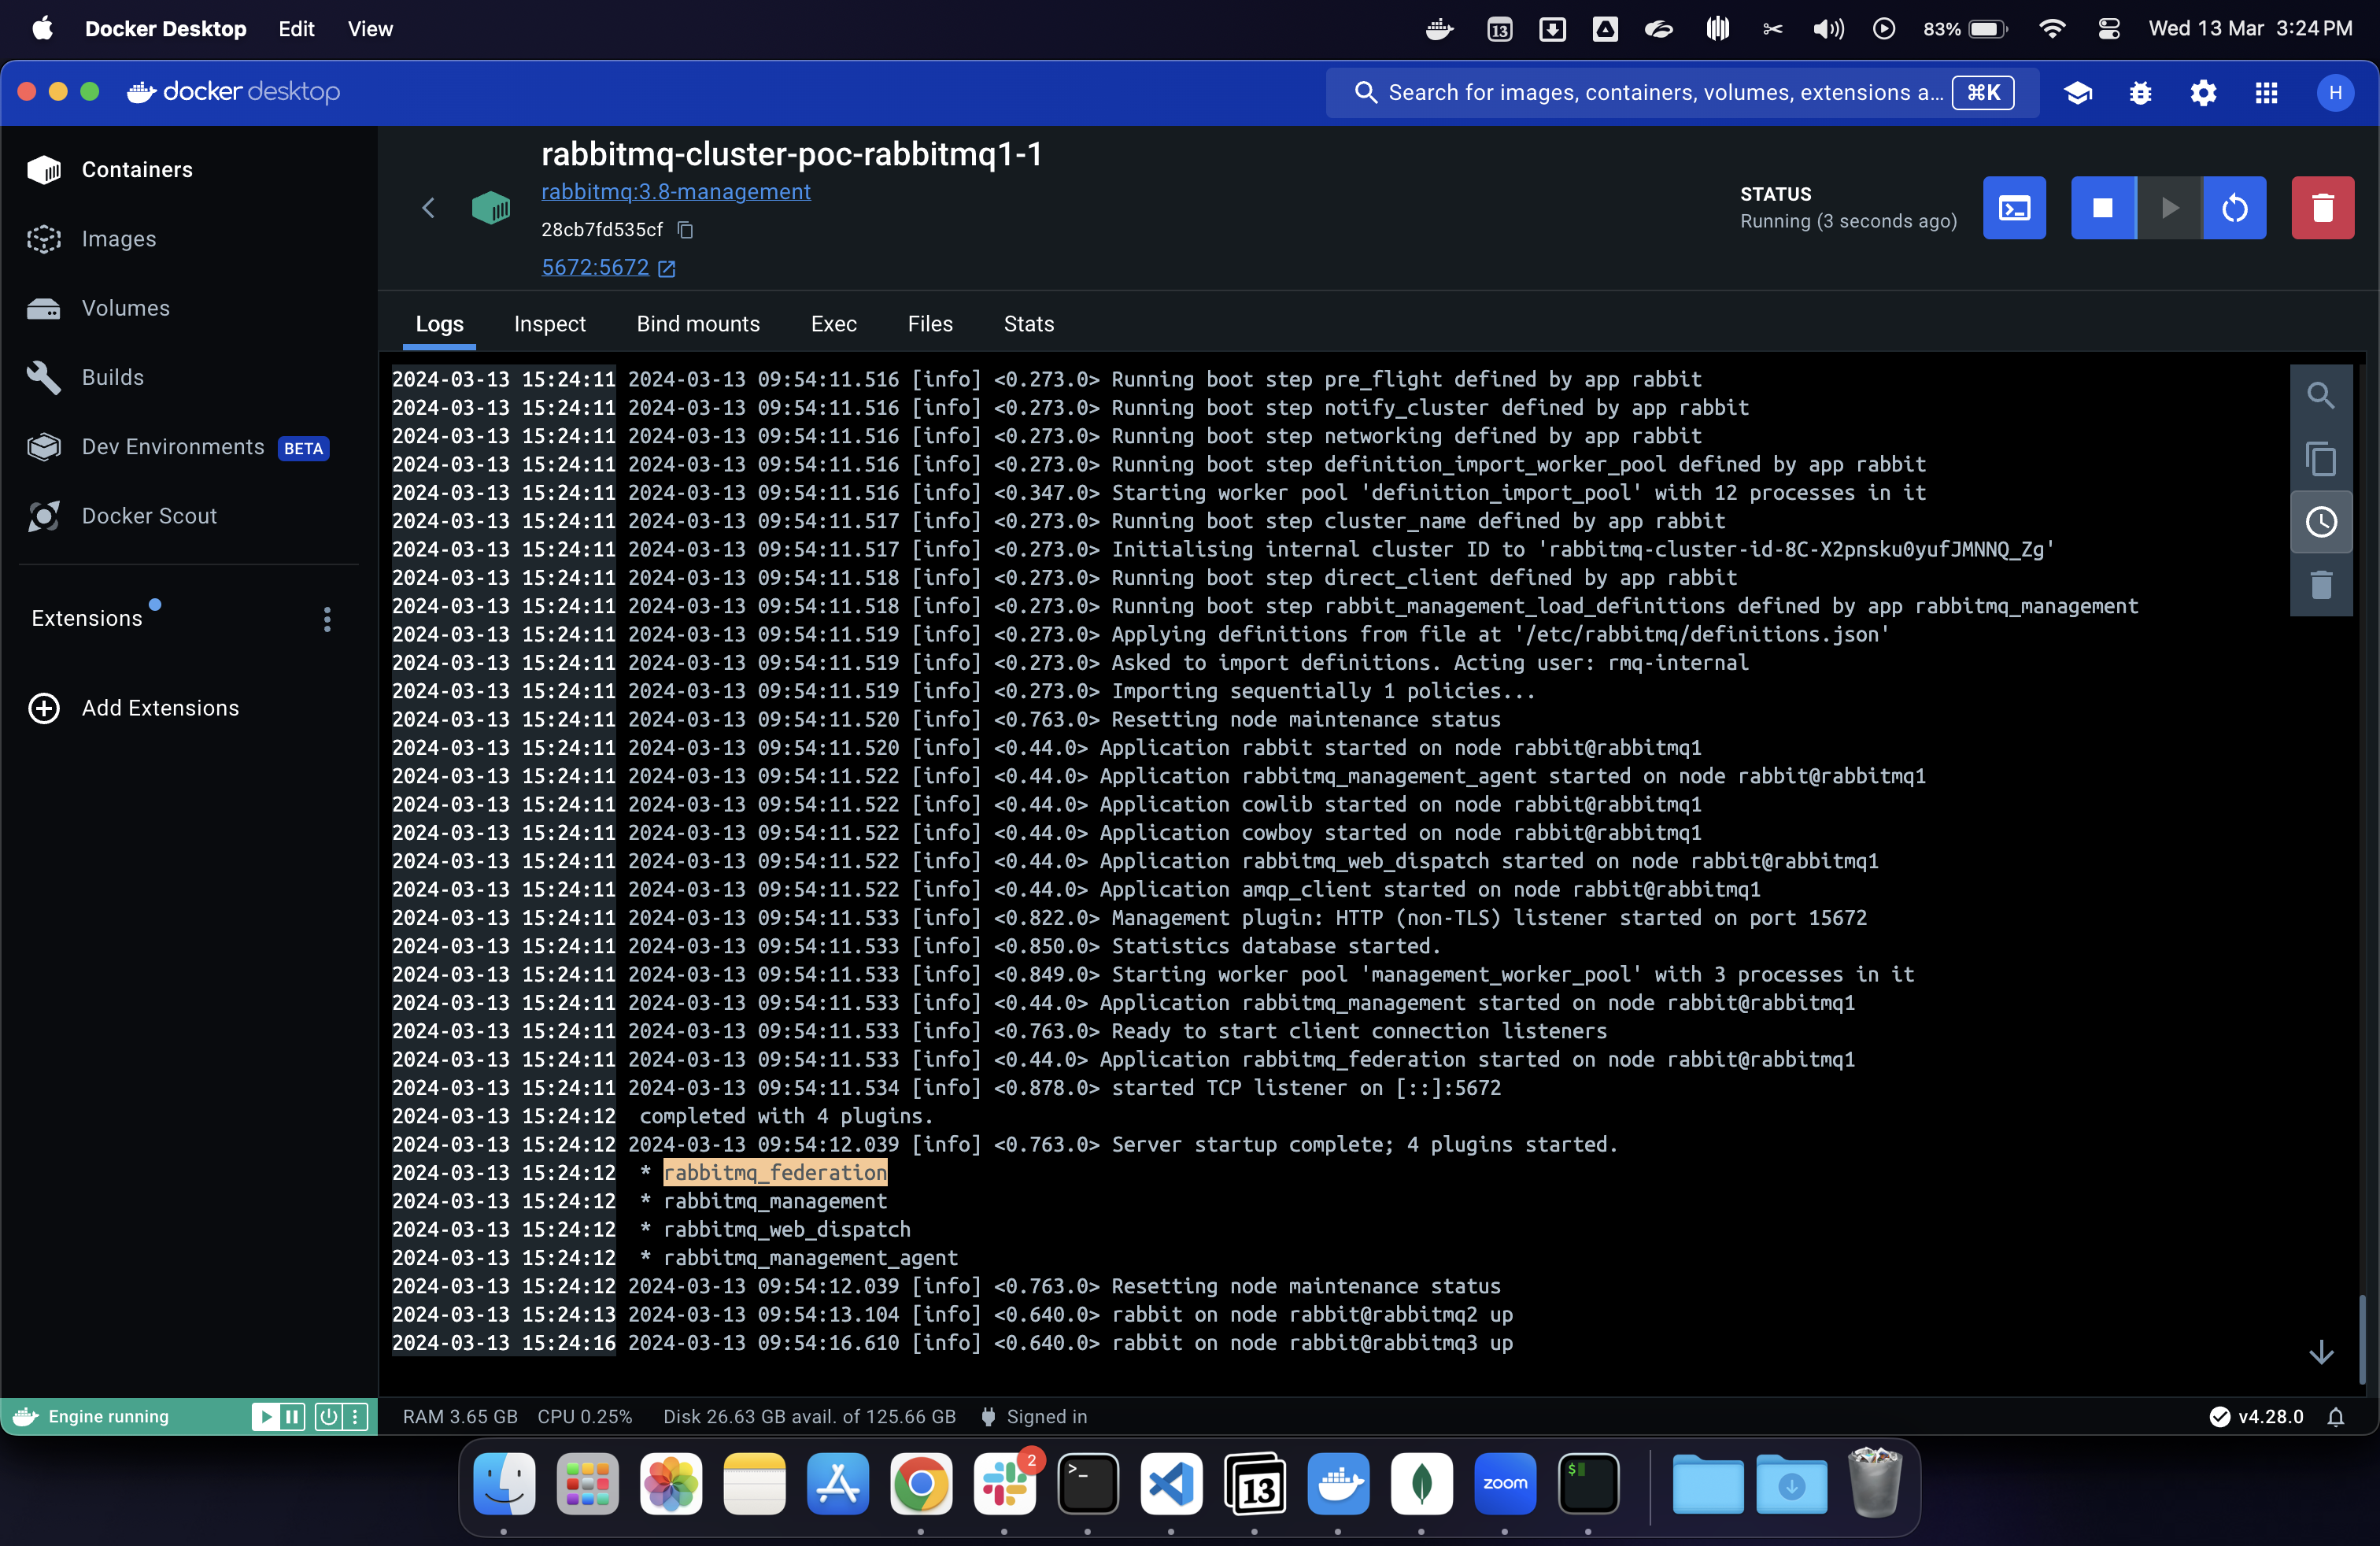 Docker Desktop Edit View 13 83% Wed 13 Mar 3:24 PM
docker desktop Search for images, containers, volumes, extensions a... ⌘K H
Containers
Images
Volumes
Builds
Dev Environments BETA
Docker Scout
Extensions
Add Extensions
rabbitmq-cluster-poc-rabbitmq1-1
rabbitmq:3.8-management
28cb7fd535cf
5672:5672
STATUS
Running (3 seconds ago)
Logs Inspect Bind mounts Exec Files Stats
2024-03-13 15:24:11 2024-03-13 09:54:11.516 [info] <0.273.0> Running boot step pre_flight defined by app rabbit
2024-03-13 15:24:11 2024-03-13 09:54:11.516 [info] <0.273.0> Running boot step notify_cluster defined by app rabbit
2024-03-13 15:24:11 2024-03-13 09:54:11.516 [info] <0.273.0> Running boot step networking defined by app rabbit
2024-03-13 15:24:11 2024-03-13 09:54:11.516 [info] <0.273.0> Running boot step definition_import_worker_pool defined by app rabbit
2024-03-13 15:24:11 2024-03-13 09:54:11.516 [info] <0.347.0> Starting worker pool 'definition_import_pool' with 12 processes in it
2024-03-13 15:24:11 2024-03-13 09:54:11.517 [info] <0.273.0> Running boot step cluster_name defined by app rabbit
2024-03-13 15:24:11 2024-03-13 09:54:11.517 [info] <0.273.0> Initialising internal cluster ID to 'rabbitmq-cluster-id-8C-X2pnsku0yufJMNNQ_Zg'
2024-03-13 15:24:11 2024-03-13 09:54:11.518 [info] <0.273.0> Running boot step direct_client defined by app rabbit
2024-03-13 15:24:11 2024-03-13 09:54:11.518 [info] <0.273.0> Running boot step rabbit_management_load_definitions defined by app rabbitmq_management
2024-03-13 15:24:11 2024-03-13 09:54:11.519 [info] <0.273.0> Applying definitions from file at '/etc/rabbitmq/definitions.json'
2024-03-13 15:24:11 2024-03-13 09:54:11.519 [info] <0.273.0> Asked to import definitions. Acting user: rmq-internal
2024-03-13 15:24:11 2024-03-13 09:54:11.519 [info] <0.273.0> Importing sequentially 1 policies...
2024-03-13 15:24:11 2024-03-13 09:54:11.520 [info] <0.763.0> Resetting node maintenance status
2024-03-13 15:24:11 2024-03-13 09:54:11.520 [info] <0.44.0> Application rabbit started on node rabbit@rabbitmq1
2024-03-13 15:24:11 2024-03-13 09:54:11.522 [info] <0.44.0> Application rabbitmq_management_agent started on node rabbit@rabbitmq1
2024-03-13 15:24:11 2024-03-13 09:54:11.522 [info] <0.44.0> Application cowlib started on node rabbit@rabbitmq1
2024-03-13 15:24:11 2024-03-13 09:54:11.522 [info] <0.44.0> Application cowboy started on node rabbit@rabbitmq1
2024-03-13 15:24:11 2024-03-13 09:54:11.522 [info] <0.44.0> Application rabbitmq_web_dispatch started on node rabbit@rabbitmq1
2024-03-13 15:24:11 2024-03-13 09:54:11.522 [info] <0.44.0> Application amqp_client started on node rabbit@rabbitmq1
2024-03-13 15:24:11 2024-03-13 09:54:11.533 [info] <0.822.0> Management plugin: HTTP (non-TLS) listener started on port 15672
2024-03-13 15:24:11 2024-03-13 09:54:11.533 [info] <0.850.0> Statistics database started.
2024-03-13 15:24:11 2024-03-13 09:54:11.533 [info] <0.849.0> Starting worker pool 'management_worker_pool' with 3 processes in it
2024-03-13 15:24:11 2024-03-13 09:54:11.533 [info] <0.44.0> Application rabbitmq_management started on node rabbit@rabbitmq1
2024-03-13 15:24:11 2024-03-13 09:54:11.533 [info] <0.763.0> Ready to start client connection listeners
2024-03-13 15:24:11 2024-03-13 09:54:11.533 [info] <0.44.0> Application rabbitmq_federation started on node rabbit@rabbitmq1
2024-03-13 15:24:11 2024-03-13 09:54:11.534 [info] <0.878.0> started TCP listener on [::]:5672
2024-03-13 15:24:12 completed with 4 plugins.
2024-03-13 15:24:12 2024-03-13 09:54:12.039 [info] <0.763.0> Server startup complete; 4 plugins started.
2024-03-13 15:24:12 * rabbitmq_federation
2024-03-13 15:24:12 * rabbitmq_management
2024-03-13 15:24:12 * rabbitmq_web_dispatch
2024-03-13 15:24:12 * rabbitmq_management_agent
2024-03-13 15:24:12 2024-03-13 09:54:12.039 [info] <0.763.0> Resetting node maintenance status
2024-03-13 15:24:13 2024-03-13 09:54:13.104 [info] <0.640.0> rabbit on node rabbit@rabbitmq2 up
2024-03-13 15:24:16 2024-03-13 09:54:16.610 [info] <0.640.0> rabbit on node rabbit@rabbitmq3 up
Engine running RAM 3.65 GB CPU 0.25% Disk 26.63 GB avail. of 125.66 GB Signed in v4.28.0
2 >_ 13 zoom $